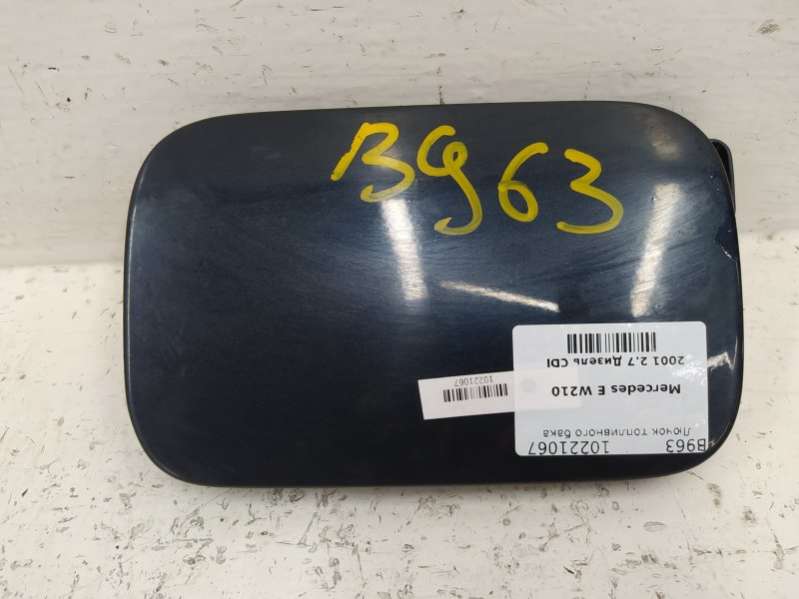 B963
B963 10221067
Лючок топливного бака
Mercedes E W210
2001 2.7 Дизель CDI
10221067